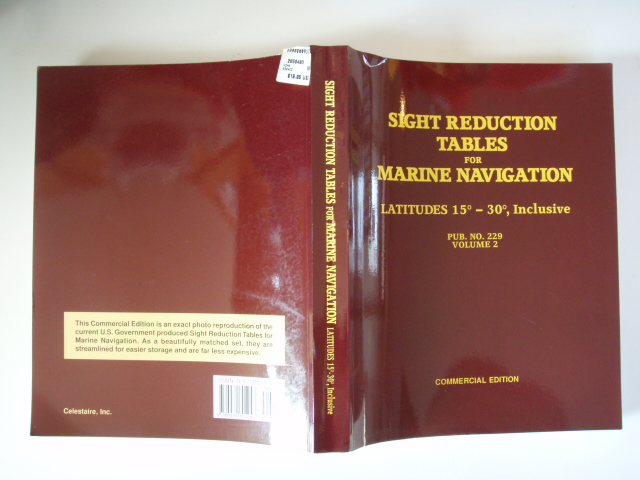 SIGHT REDUCTION
TABLES
FOR
MARINE NAVIGATION
LATITUDES 15° – 30°, Inclusive
PUB. NO. 229
VOLUME 2
COMMERCIAL EDITION
SIGHT REDUCTION TABLES FOR MARINE NAVIGATION LATITUDES 15°-30°, Inclusive
This Commercial Edition is an exact photo reproduction of the
current U.S. Government produced Sight Reduction Tables for
Marine Navigation. As a beautifully matched set, they are
streamlined for easier storage and are far less expensive.
Celestaire, Inc.